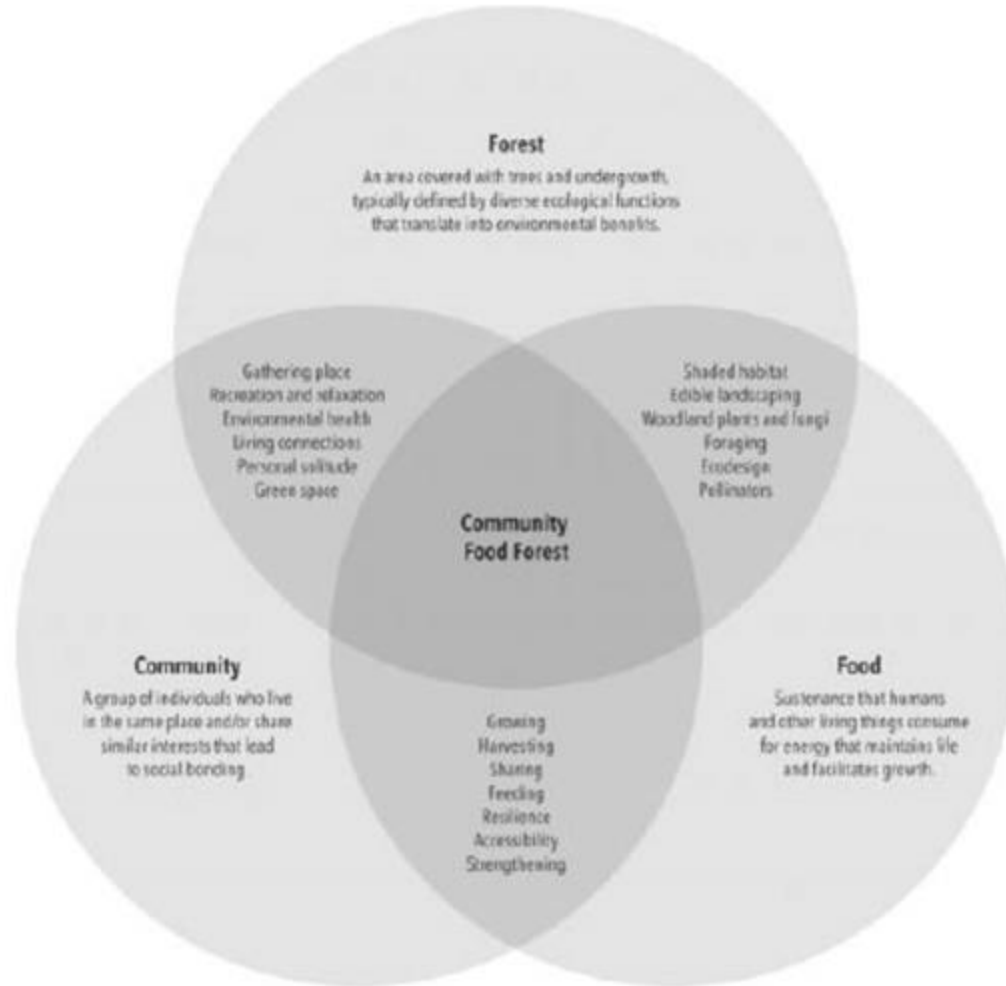 Forest
An area covered with trees and undergrowth,
typically defined by diverse ecological functions
that translate into environmental benefits.
Gathering place
Recreation and relaxation
Environmental health
Living connections
Personal solitude
Green space
Shaded habitat
Edible landscaping
Woodland plants and fungi
Foraging
Ecodesign
Pollinators
Community
Food Forest
Community
A group of individuals who live
in the same place and/or share
similar interests that lead
to social bonding.
Food
Sustenance that humans
and other living things consume
for energy that maintains life
and facilitates growth.
Growing
Harvesting
Sharing
Feeding
Resilience
Accessibility
Strengthening